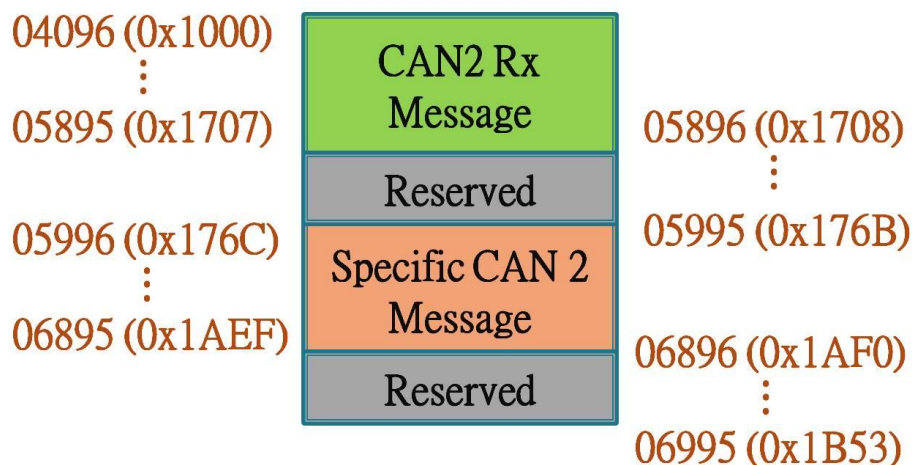 04096 (0x1000)
⋮
05895 (0x1707)
CAN2 Rx
Message
05896 (0x1708)
⋮
05995 (0x176B)
Reserved
05996 (0x176C)
⋮
06895 (0x1AEF)
Specific CAN 2
Message
06896 (0x1AF0)
⋮
06995 (0x1B53)
Reserved